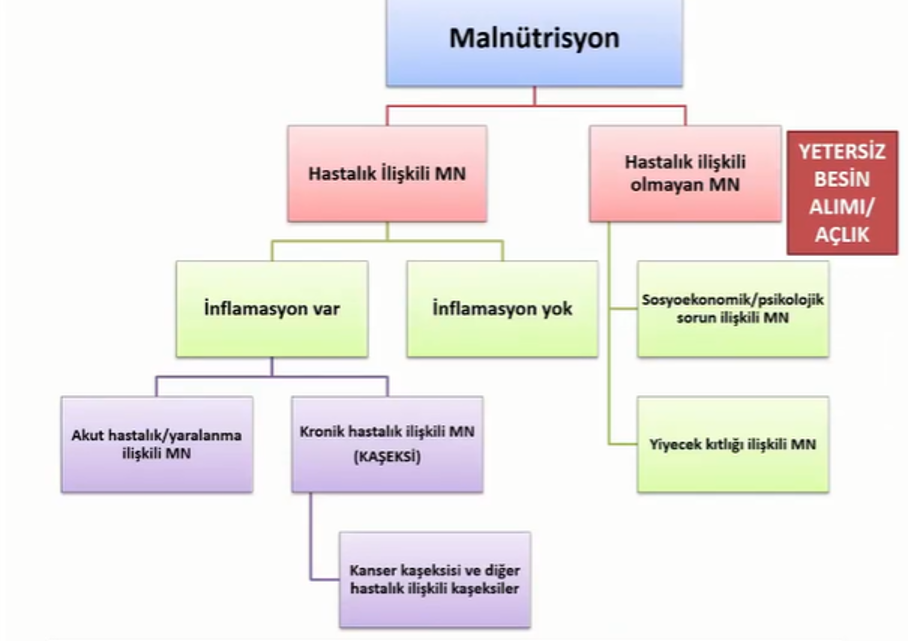 Malnütrisyon
Hastalık İlişkili MN
Hastalık ilişkili
olmayan MN
YETERSİZ
BESİN
ALIMI/
AÇLIK
İnflamasyon var
İnflamasyon yok
Sosyoekonomik/psikolojik
sorun ilişkili MN
Akut hastalık/yaralanma
ilişkili MN
Kronik hastalık ilişkili MN
(KAŞEKSİ)
Yiyecek kıtlığı ilişkili MN
Kanser kaşeksisi ve diğer
hastalık ilişkili kaşeksiler